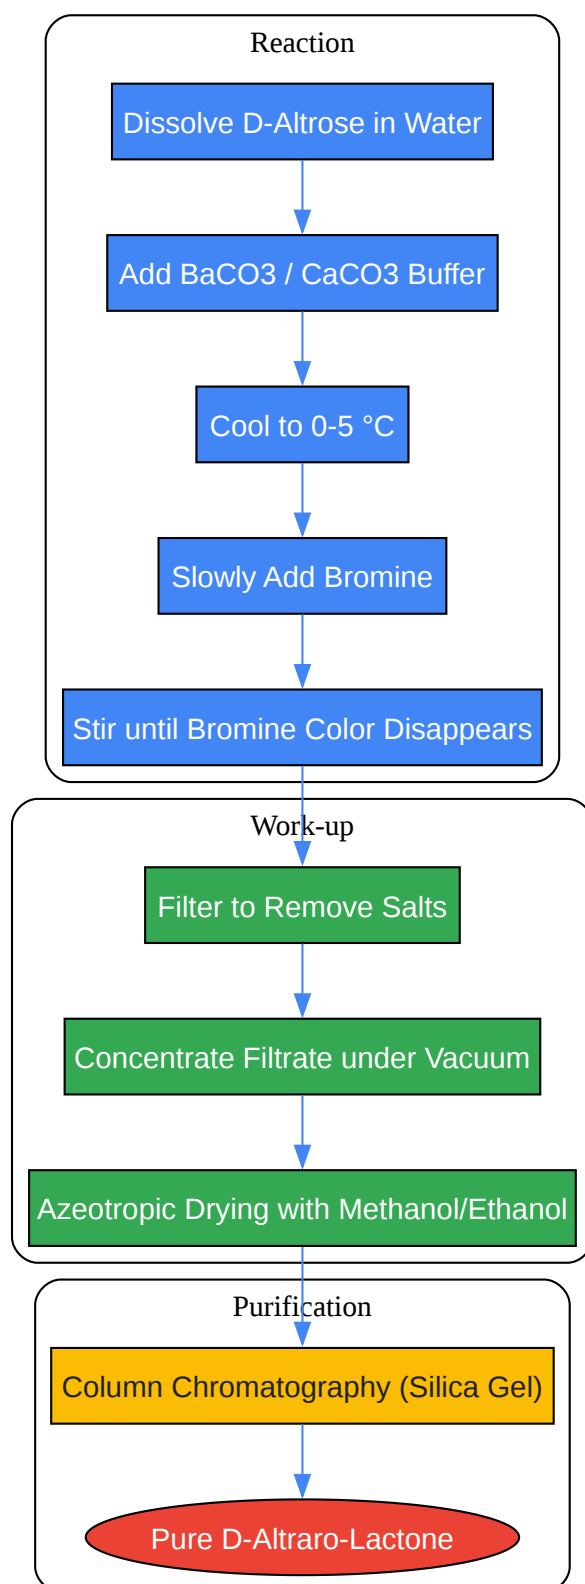 Reaction
Dissolve D-Altrose in Water
Add BaCO3 / CaCO3 Buffer
Cool to 0-5 °C
Slowly Add Bromine
Stir until Bromine Color Disappears
Work-up
Filter to Remove Salts
Concentrate Filtrate under Vacuum
Azeotropic Drying with Methanol/Ethanol
Purification
Column Chromatography (Silica Gel)
Pure D-Altraro-Lactone